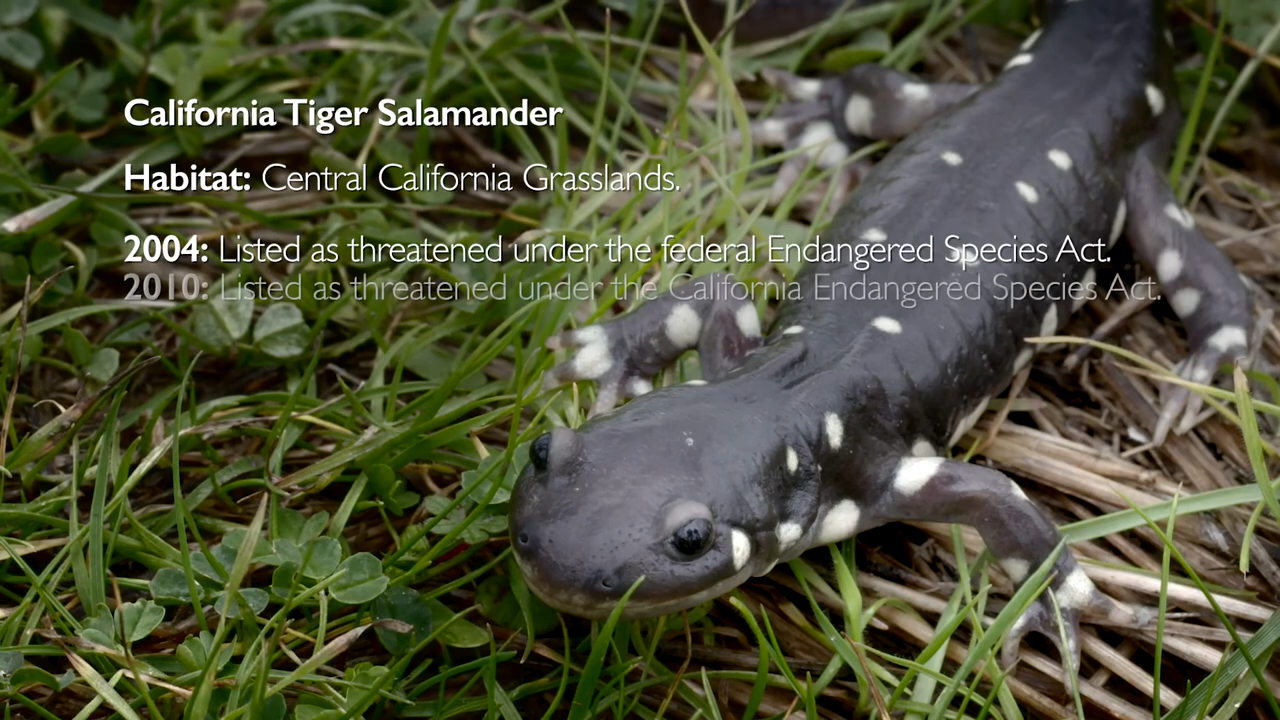 California Tiger Salamander
Habitat: Central California Grasslands.
2004: Listed as threatened under the federal Endangered Species Act.
2010: Listed as threatened under the California Endangered Species Act.